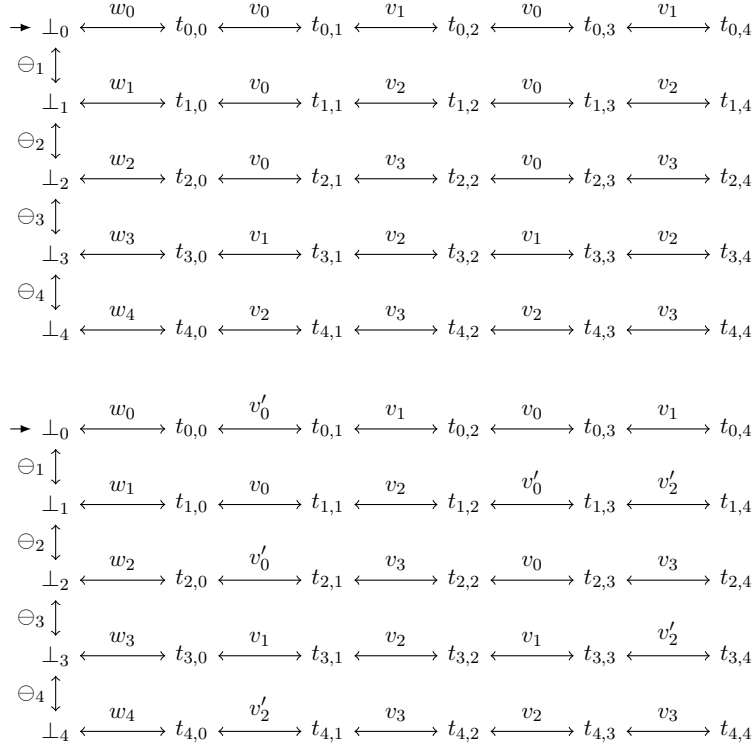 w₀ v₀ v₁ v₀ v₁
⊥₀ t₀,₀ t₀,₁ t₀,₂ t₀,₃ t₀,₄
⊖₁
w₁ v₀ v₂ v₀ v₂
⊥₁ t₁,₀ t₁,₁ t₁,₂ t₁,₃ t₁,₄
⊖₂
w₂ v₀ v₃ v₀ v₃
⊥₂ t₂,₀ t₂,₁ t₂,₂ t₂,₃ t₂,₄
⊖₃
w₃ v₁ v₂ v₁ v₂
⊥₃ t₃,₀ t₃,₁ t₃,₂ t₃,₃ t₃,₄
⊖₄
w₄ v₂ v₃ v₂ v₃
⊥₄ t₄,₀ t₄,₁ t₄,₂ t₄,₃ t₄,₄
w₀ v′₀ v₁ v₀ v₁
⊥₀ t₀,₀ t₀,₁ t₀,₂ t₀,₃ t₀,₄
⊖₁
w₁ v₀ v₂ v′₀ v′₂
⊥₁ t₁,₀ t₁,₁ t₁,₂ t₁,₃ t₁,₄
⊖₂
w₂ v′₀ v₃ v₀ v₃
⊥₂ t₂,₀ t₂,₁ t₂,₂ t₂,₃ t₂,₄
⊖₃
w₃ v₁ v₂ v₁ v′₂
⊥₃ t₃,₀ t₃,₁ t₃,₂ t₃,₃ t₃,₄
⊖₄
w₄ v′₂ v₃ v₂ v₃
⊥₄ t₄,₀ t₄,₁ t₄,₂ t₄,₃ t₄,₄